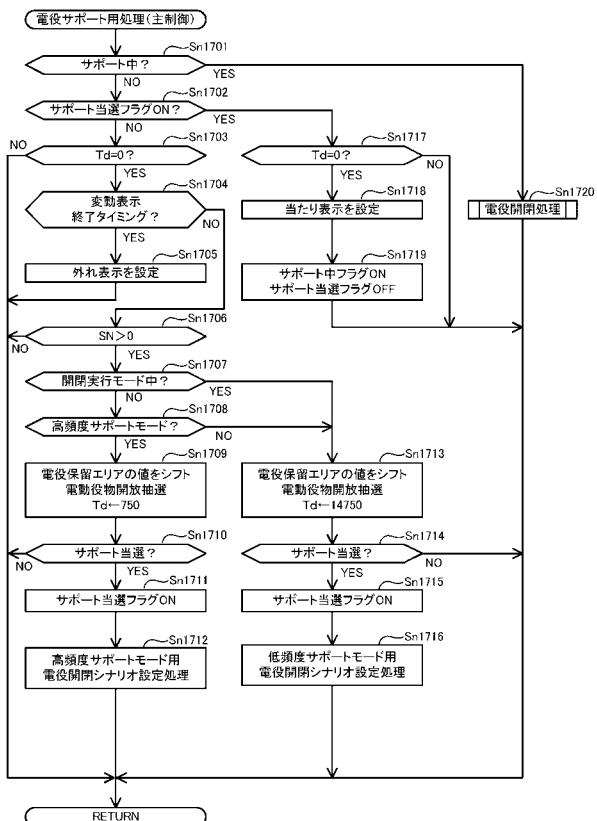 電役サポート用処理(主制御)
Sn1701
サポート中？
YES
NO
Sn1702
サポート当選フラグON？
YES
NO
Sn1703
NO
Td=0？
YES
Sn1704
変動表示
終了タイミング？
NO
YES
Sn1705
外れ表示を設定
Sn1706
SN＞0
NO
YES
Sn1707
開閉実行モード中？
YES
NO
Sn1708
高頻度サポートモード？
NO
YES
Sn1709
電役保留エリアの値をシフト
電動役物開放抽選
Td←750
Sn1710
サポート当選？
NO
YES
Sn1711
サポート当選フラグON
Sn1712
高頻度サポートモード用
電役開閉シナリオ設定処理
Sn1713
電役保留エリアの値をシフト
電動役物開放抽選
Td←14750
Sn1714
サポート当選？
NO
YES
Sn1715
サポート当選フラグON
Sn1716
低頻度サポートモード用
電役開閉シナリオ設定処理
Sn1717
Td=0？
NO
YES
Sn1718
当たり表示を設定
Sn1719
サポート中フラグON
サポート当選フラグOFF
Sn1720
電役開閉処理
RETURN